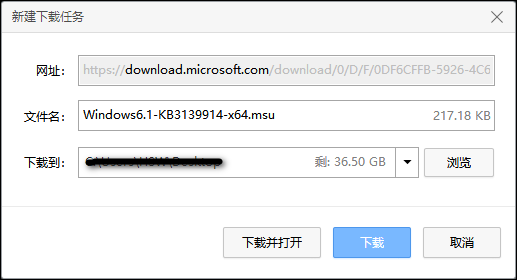 新建下载任务
网址: https://download.microsoft.com/download/0/D/F/0DF6CFFB-5926-4C6
文件名: Windows6.1-KB3139914-x64.msu 217.18 KB
下载到: 剩: 36.50 GB 浏览
下载并打开 下载 取消